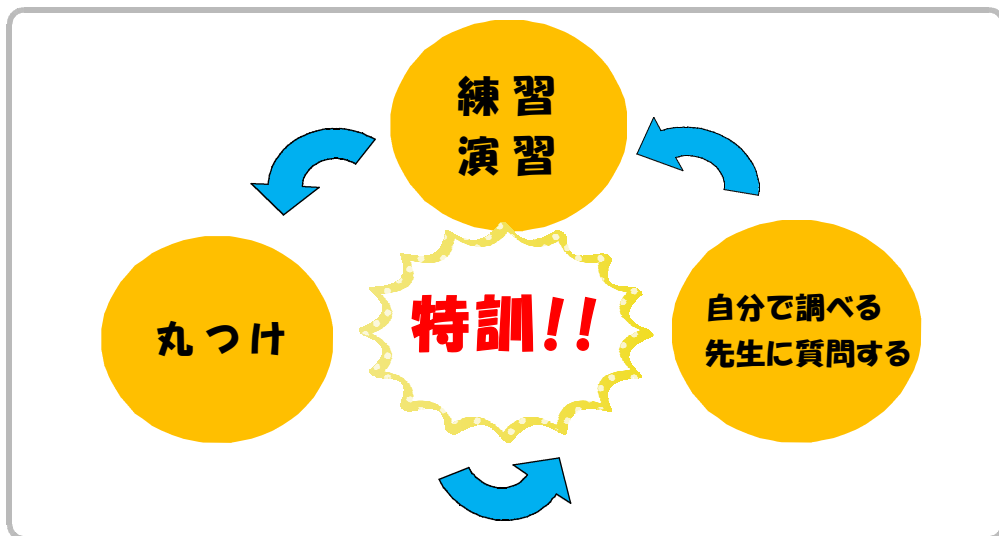 練習
演習
丸つけ
特訓!!
自分で調べる
先生に質問する